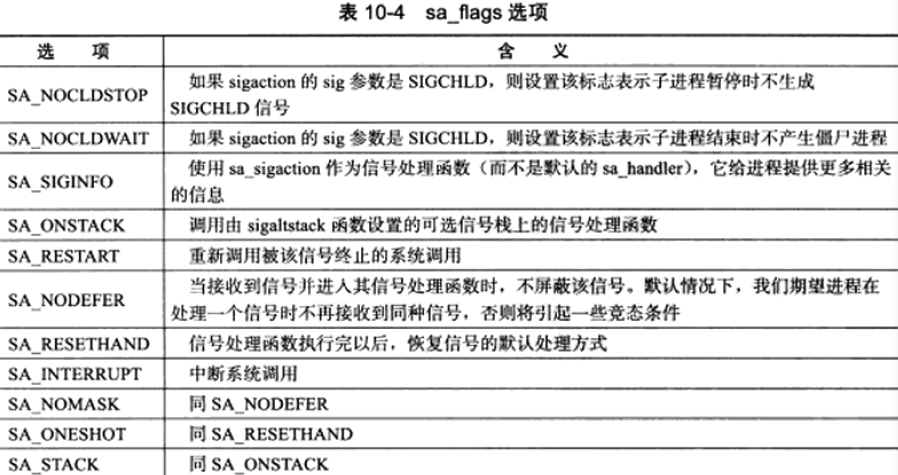 表 10-4 sa_flags 选项
选 项 含 义
SA_NOCLDSTOP 如果 sigaction 的 sig 参数是 SIGCHLD，则设置该标志表示子进程暂停时不生成
SIGCHLD 信号
SA_NOCLDWAIT 如果 sigaction 的 sig 参数是 SIGCHLD，则设置该标志表示子进程结束时不产生僵尸进程
SA_SIGINFO 使用 sa_sigaction 作为信号处理函数（而不是默认的 sa_handler），它给进程提供更多相关
的信息
SA_ONSTACK 调用由 sigaltstack 函数设置的可选信号栈上的信号处理函数
SA_RESTART 重新调用被该信号终止的系统调用
SA_NODEFER 当接收到信号并进入其信号处理函数时，不屏蔽该信号。默认情况下，我们期望进程在
处理一个信号时不再接收到同种信号，否则将引起一些竞态条件
SA_RESETHAND 信号处理函数执行完以后，恢复信号的默认处理方式
SA_INTERRUPT 中断系统调用
SA_NOMASK 同 SA_NODEFER
SA_ONESHOT 同 SA_RESETHAND
SA_STACK 同 SA_ONSTACK